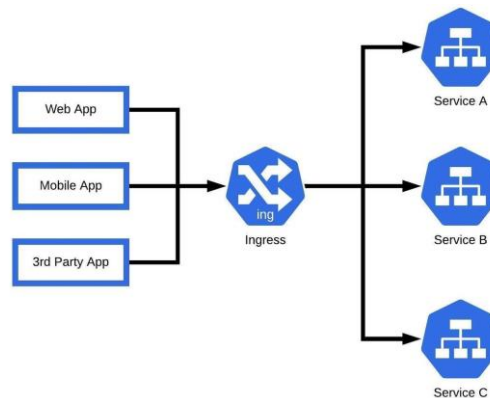 Web App
Mobile App
3rd Party App
ing
Ingress
Service A
Service B
Service C